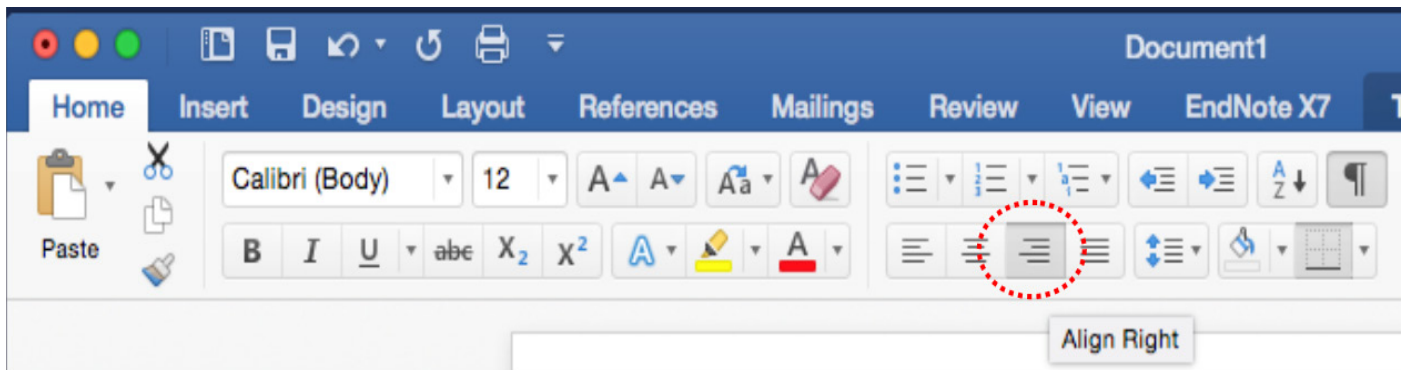 Document1
Home Insert Design Layout References Mailings Review View EndNote X7
Calibri (Body) 12 A A Aa A A Z ¶
Paste B I U abc X2 X2 A A
Align Right